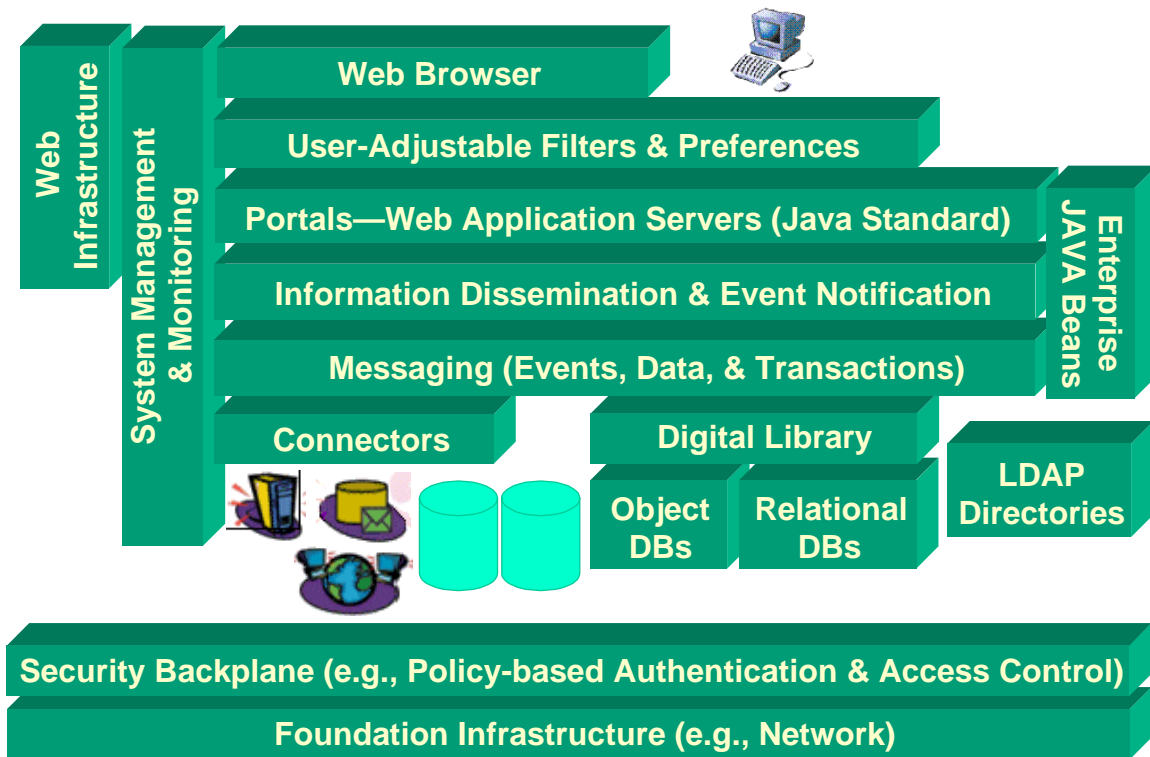 Web
Infrastructure
System Management
& Monitoring
Web Browser
User-Adjustable Filters & Preferences
Portals—Web Application Servers (Java Standard)
Information Dissemination & Event Notification
Messaging (Events, Data, & Transactions)
Enterprise
JAVA Beans
Connectors
Digital Library
Object
DBs
Relational
DBs
LDAP
Directories
Security Backplane (e.g., Policy-based Authentication & Access Control)
Foundation Infrastructure (e.g., Network)